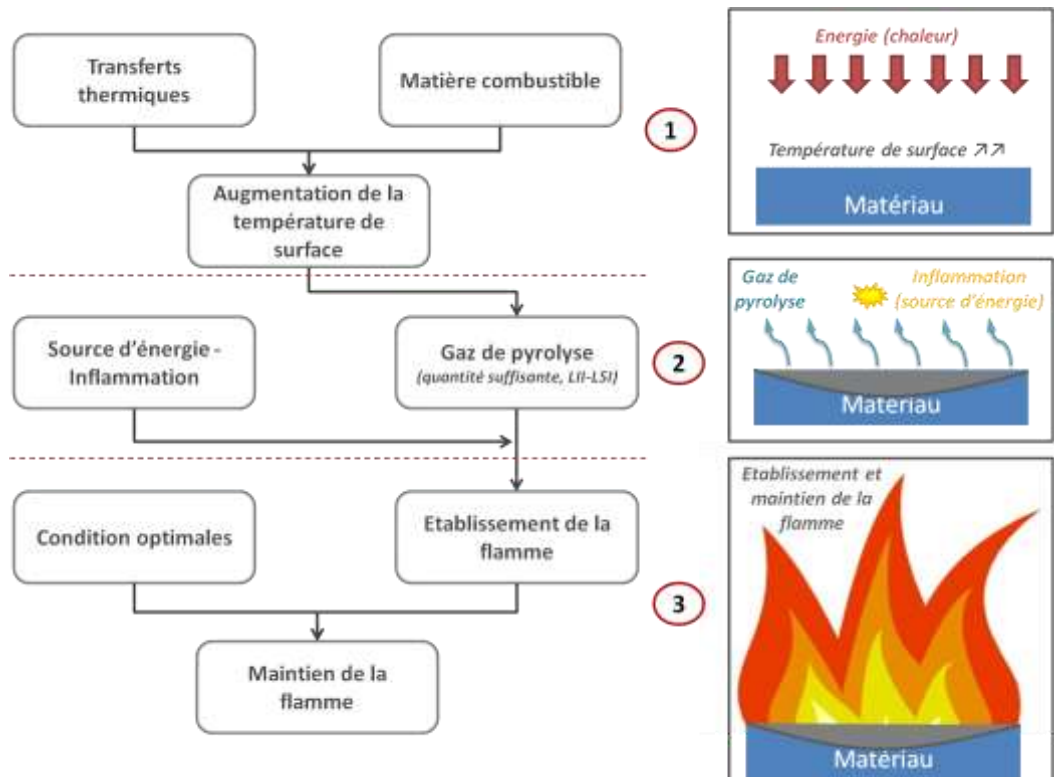 Transferts
thermiques
Matière combustible
1
Energie (chaleur)
Température de surface ↗↗
Matériau
Augmentation de la
température de
surface
Gaz de
pyrolyse
Inflammation
(source d'énergie)
Source d'énergie -
Inflammation
Gaz de pyrolyse
(quantité suffisante, LII-LSI)
2
Materiau
Condition optimales
Etablissement de la
flamme
3
Etablissement et
maintien de la
flamme
Maintien de la
flamme
Matériau